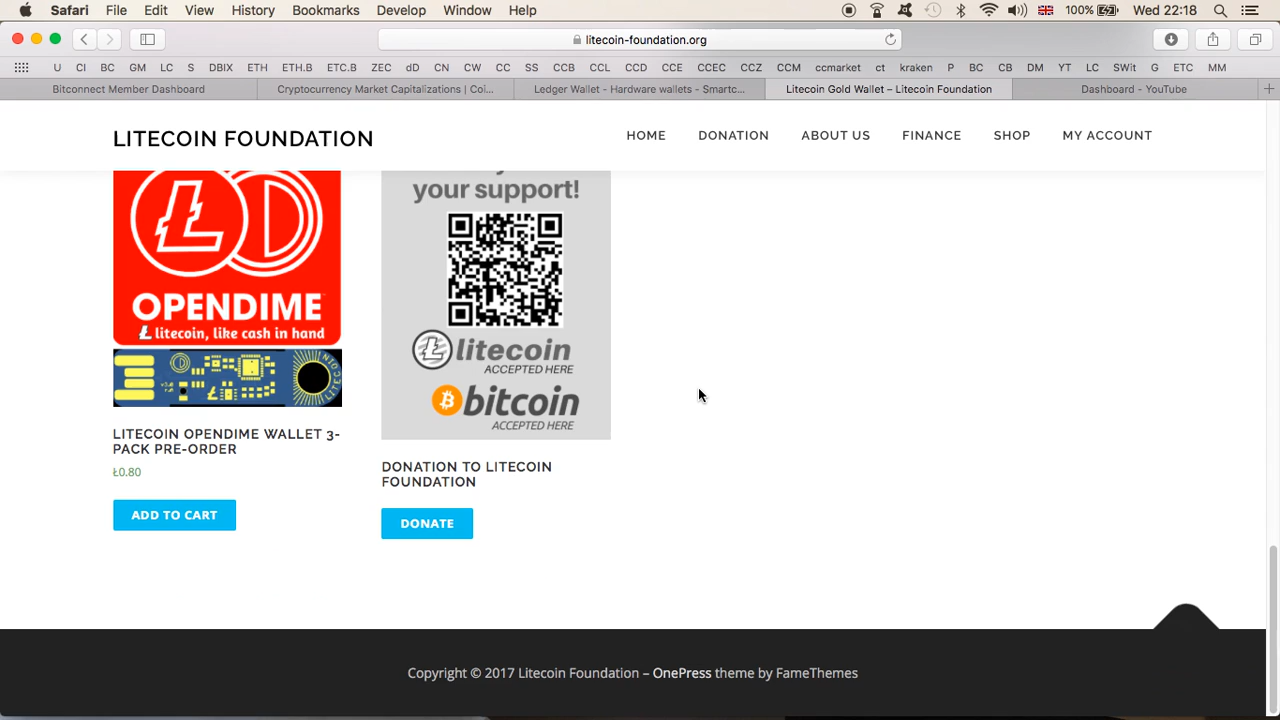 Safari File Edit View History Bookmarks Develop Window Help 100% Wed 22:18
litecoin-foundation.org
U CI BC GM LC S DBIX ETH ETH.B ETC.B ZEC dD CN CW CC SS CCB CCL CCD CCE CCEC CCZ CCM ccmarket ct kraken P BC CB DM YT LC SWit G ETC MM
Bitconnect Member Dashboard Cryptocurrency Market Capitalizations | Coi... Ledger Wallet - Hardware wallets - Smartc... Litecoin Gold Wallet – Litecoin Foundation Dashboard - YouTube
LITECOIN FOUNDATION HOME DONATION ABOUT US FINANCE SHOP MY ACCOUNT
OPENDIME
litecoin, like cash in hand
LITECOIN OPENDIME WALLET 3-
PACK PRE-ORDER
Ł0.80
ADD TO CART
your support!
litecoin
ACCEPTED HERE
bitcoin
ACCEPTED HERE
DONATION TO LITECOIN
FOUNDATION
DONATE
Copyright © 2017 Litecoin Foundation – OnePress theme by FameThemes